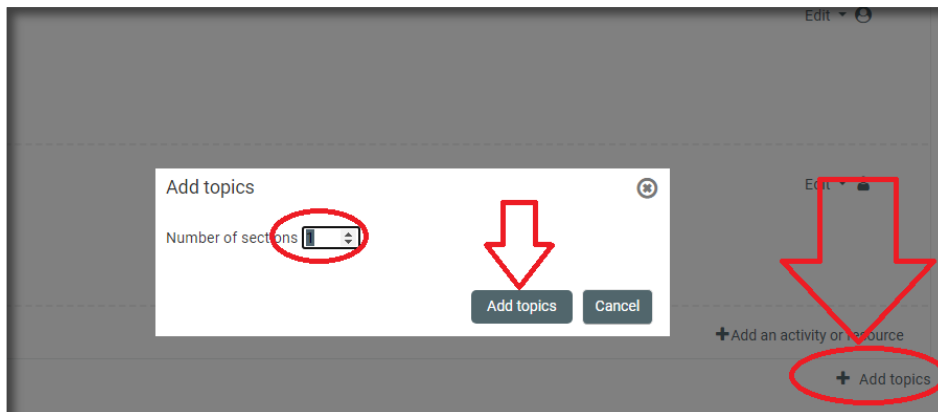 Edit
Add topics
Edit
Number of sections 1
Add topics Cancel
+Add an activity or resource
+ Add topics